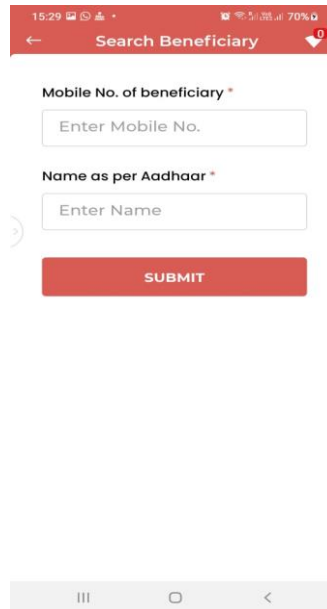 15:29
70%
Search Beneficiary
0
Mobile No. of beneficiary *
Enter Mobile No.
Name as per Aadhaar *
Enter Name
SUBMIT